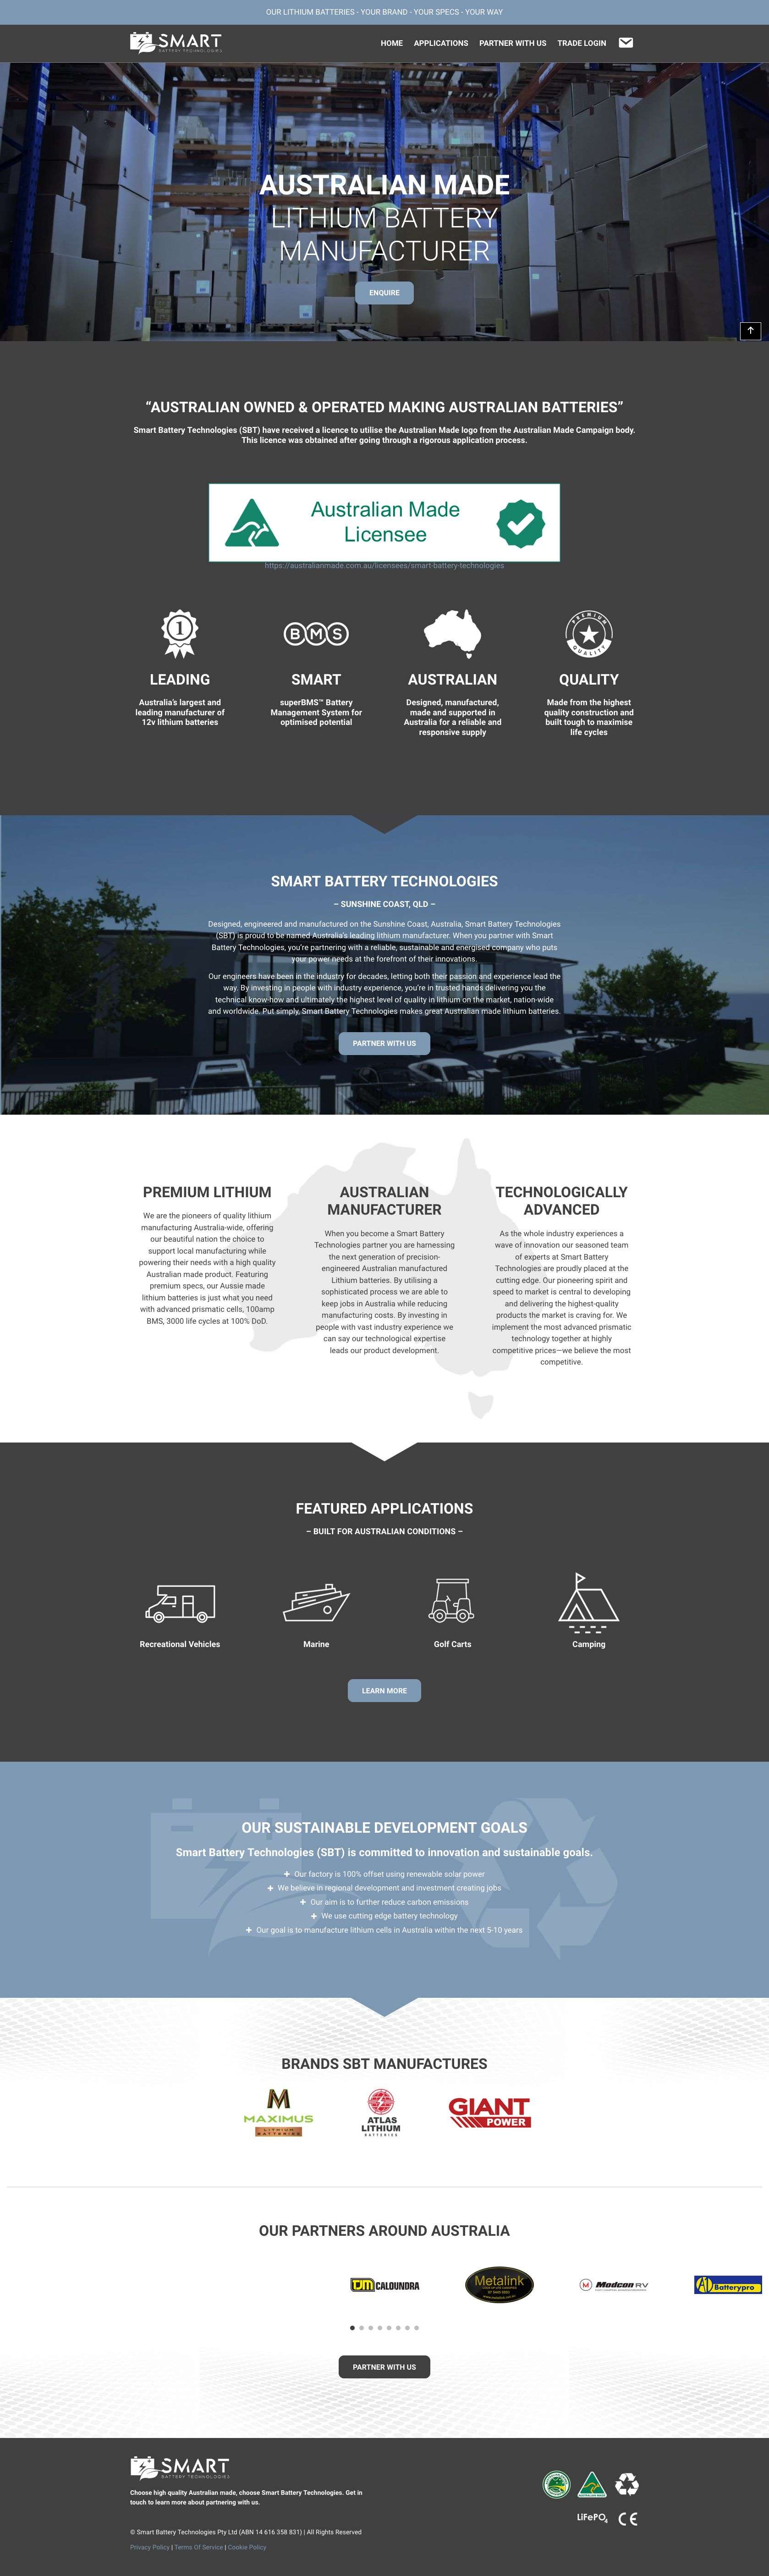 OUR LITHIUM BATTERIES - YOUR BRAND - YOUR SPECS - YOUR WAY
SMART
BATTERY TECHNOLOGIES
HOME
APPLICATIONS
PARTNER WITH US
TRADE LOGIN
AUSTRALIAN MADE
LITHIUM BATTERY
MANUFACTURER
ENQUIRE
“AUSTRALIAN OWNED & OPERATED MAKING AUSTRALIAN BATTERIES”
Smart Battery Technologies (SBT) have received a licence to utilise the Australian Made logo from the Australian Made Campaign body.
This licence was obtained after going through a rigorous application process.
Australian Made
Licensee
https://australianmade.com.au/licensees/smart-battery-technologies
1
BMS
PREMIUM
QUALITY
LEADING
Australia’s largest and
leading manufacturer of
12v lithium batteries
SMART
superBMS™ Battery
Management System for
optimised potential
AUSTRALIAN
Designed, manufactured,
made and supported in
Australia for a reliable and
responsive supply
QUALITY
Made from the highest
quality construction and
built tough to maximise
life cycles
SMART BATTERY TECHNOLOGIES
– SUNSHINE COAST, QLD –
Designed, engineered and manufactured on the Sunshine Coast, Australia, Smart Battery Technologies
(SBT) is proud to be named Australia’s leading lithium manufacturer. When you partner with Smart
Battery Technologies, you’re partnering with a reliable, sustainable and energised company who puts
your power needs at the forefront of their innovations.
Our engineers have been in the industry for decades, letting both their passion and experience lead the
way. By investing in people with industry experience, you’re in trusted hands delivering you the
technical know-how and ultimately the highest level of quality in lithium on the market, nation-wide
and worldwide. Put simply, Smart Battery Technologies makes great Australian made lithium batteries.
PARTNER WITH US
PREMIUM LITHIUM
We are the pioneers of quality lithium
manufacturing Australia-wide, offering
our beautiful nation the choice to
support local manufacturing while
powering their needs with a high quality
Australian made product. Featuring
premium specs, our Aussie made
lithium batteries is just what you need
with advanced prismatic cells, 100amp
BMS, 3000 life cycles at 100% DoD.
AUSTRALIAN
MANUFACTURER
When you become a Smart Battery
Technologies partner you are harnessing
the next generation of precision-
engineered Australian manufactured
Lithium batteries. By utilising a
sophisticated process we are able to
keep jobs in Australia while reducing
manufacturing costs. By investing in
people with vast industry experience we
can say our technological expertise
leads our product development.
TECHNOLOGICALLY
ADVANCED
As the whole industry experiences a
wave of innovation our seasoned team
of experts at Smart Battery
Technologies are proudly placed at the
cutting edge. Our pioneering spirit and
speed to market is central to developing
and delivering the highest-quality
products the market is craving for. We
implement the most advanced prismatic
technology together at highly
competitive prices—we believe the most
competitive.
FEATURED APPLICATIONS
– BUILT FOR AUSTRALIAN CONDITIONS –
Recreational Vehicles
Marine
Golf Carts
Camping
LEARN MORE
OUR SUSTAINABLE DEVELOPMENT GOALS
Smart Battery Technologies (SBT) is committed to innovation and sustainable goals.
Our factory is 100% offset using renewable solar power
We believe in regional development and investment creating jobs
Our aim is to further reduce carbon emissions
We use cutting edge battery technology
Our goal is to manufacture lithium cells in Australia within the next 5-10 years
BRANDS SBT MANUFACTURES
M
MAXIMUS
LITHIUM
BATTERIES
ATLAS
LITHIUM
BATTERIES
GIANT
POWER
OUR PARTNERS AROUND AUSTRALIA
TJM CALOUNDRA
Metalink
M Modcon RV
A1 Batterypro
PARTNER WITH US
SMART
BATTERY TECHNOLOGIES
Choose high quality Australian made, choose Smart Battery Technologies. Get in
touch to learn more about partnering with us.
LiFePO4
CE
© Smart Battery Technologies Pty Ltd (ABN 14 616 358 831) | All Rights Reserved
Privacy Policy | Terms Of Service | Cookie Policy